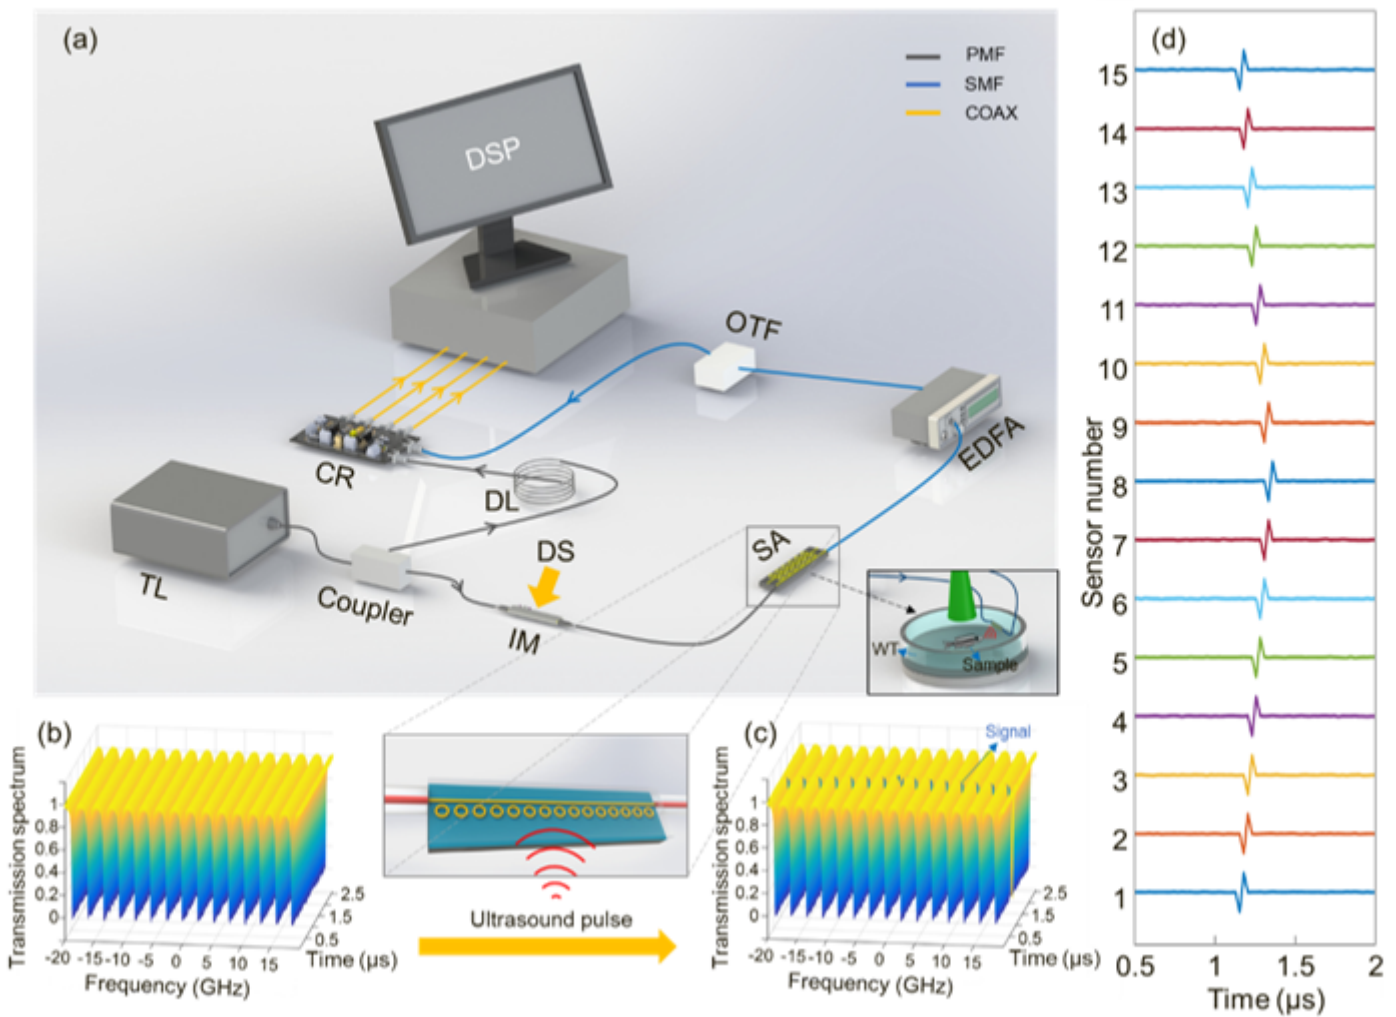 (a)
PMF
SMF
COAX
DSP
OTF
EDFA
CR
DL
TL
Coupler
DS
IM
SA
WT
Sample
(b)
Transmission spectrum
1
0.8
0.6
0.4
0.2
0
-20 -15 -10 -5 0 5 10 15
Frequency (GHz)
0.5
1.5
2.5
Time (µs)
Ultrasound pulse
(c)
Signal
Transmission spectrum
1
0.8
0.6
0.4
0.2
0
-20 -15 -10 -5 0 5 10 15
Frequency (GHz)
0.5
1.5
2.5
Time (µs)
(d)
Sensor number
15
14
13
12
11
10
9
8
7
6
5
4
3
2
1
0.5 1 1.5 2
Time (µs)